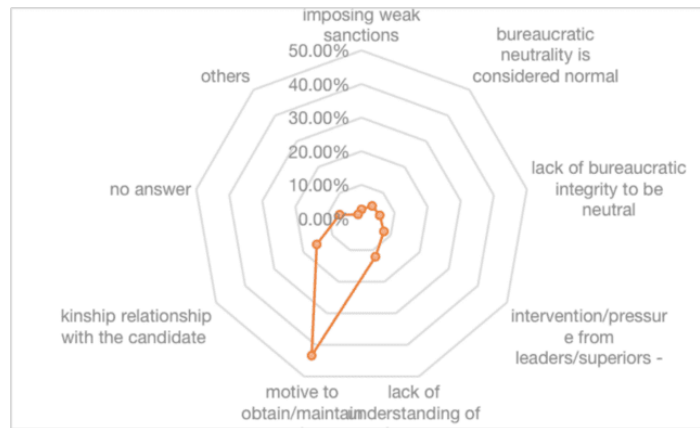 imposing weak
sanctions
bureaucratic
neutrality is
considered normal
50.00%
40.00%
30.00%
20.00%
10.00%
0.00%
others
no answer
lack of bureaucratic
integrity to be
neutral
kinship relationship
with the candidate
intervention/pressur
e from
leaders/superiors -
motive to
obtain/maintain
lack of
understanding of